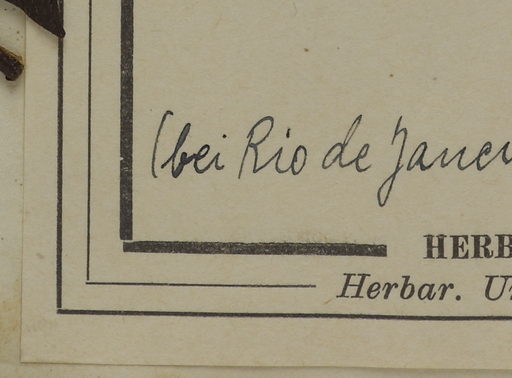 (bei Rio de Janei
HERB
Herbar. U